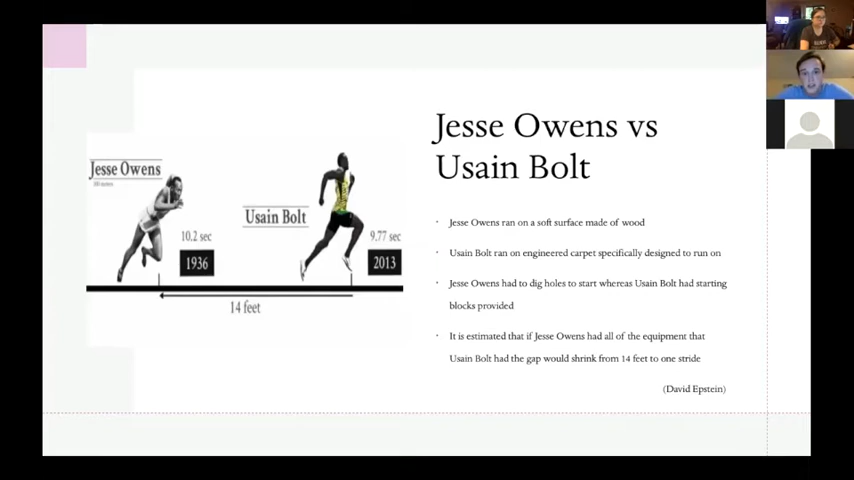 Jesse Owens vs
Usain Bolt
Jesse Owens
10.2 sec
1936
Usain Bolt
9.77 sec
2013
14 feet
Jesse Owens ran on a soft surface made of wood
Usain Bolt ran on engineered carpet specifically designed to run on
Jesse Owens had to dig holes to start whereas Usain Bolt had starting
blocks provided
It is estimated that if Jesse Owens had all of the equipment that
Usain Bolt had the gap would shrink from 14 feet to one stride
(David Epstein)